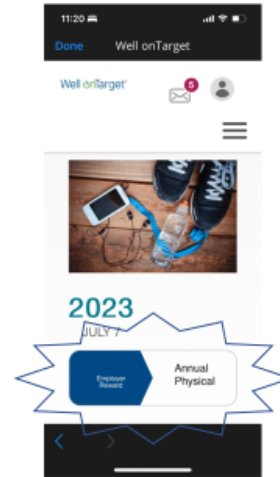 11:20
Done Well onTarget
Well onTarget
5
2023
JULY 7
Employer
Reward
Annual
Physical